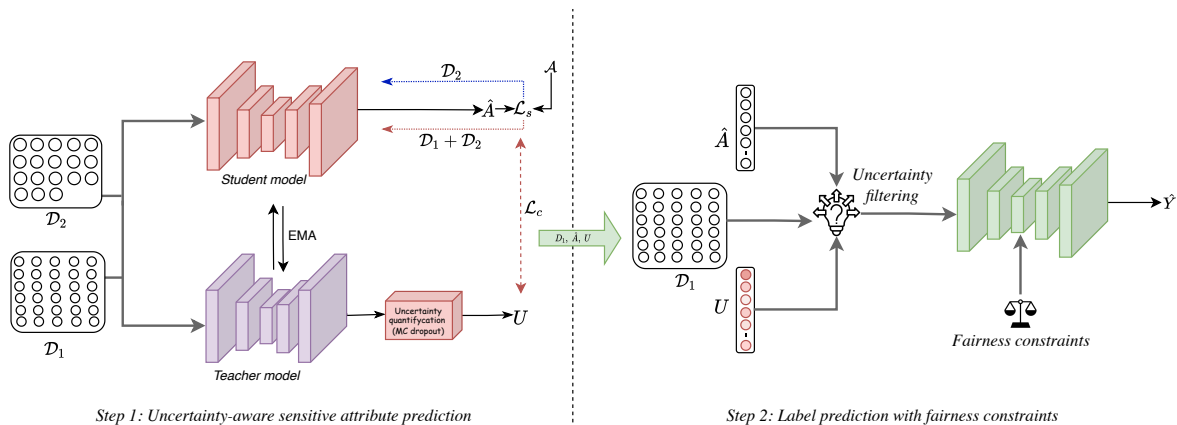 𝒟₂
𝒜
Â
ℒₛ
𝒟₁ + 𝒟₂
Student model
𝒟₂
ℒ_c
EMA
D₁, Â, U
𝒟₁
Uncertainty
quantifycation
(MC dropout)
U
Teacher model
Step 1: Uncertainty-aware sensitive attribute prediction
Â
Uncertainty
filtering
Ŷ
𝒟₁
U
Fairness constraints
Step 2: Label prediction with fairness constraints